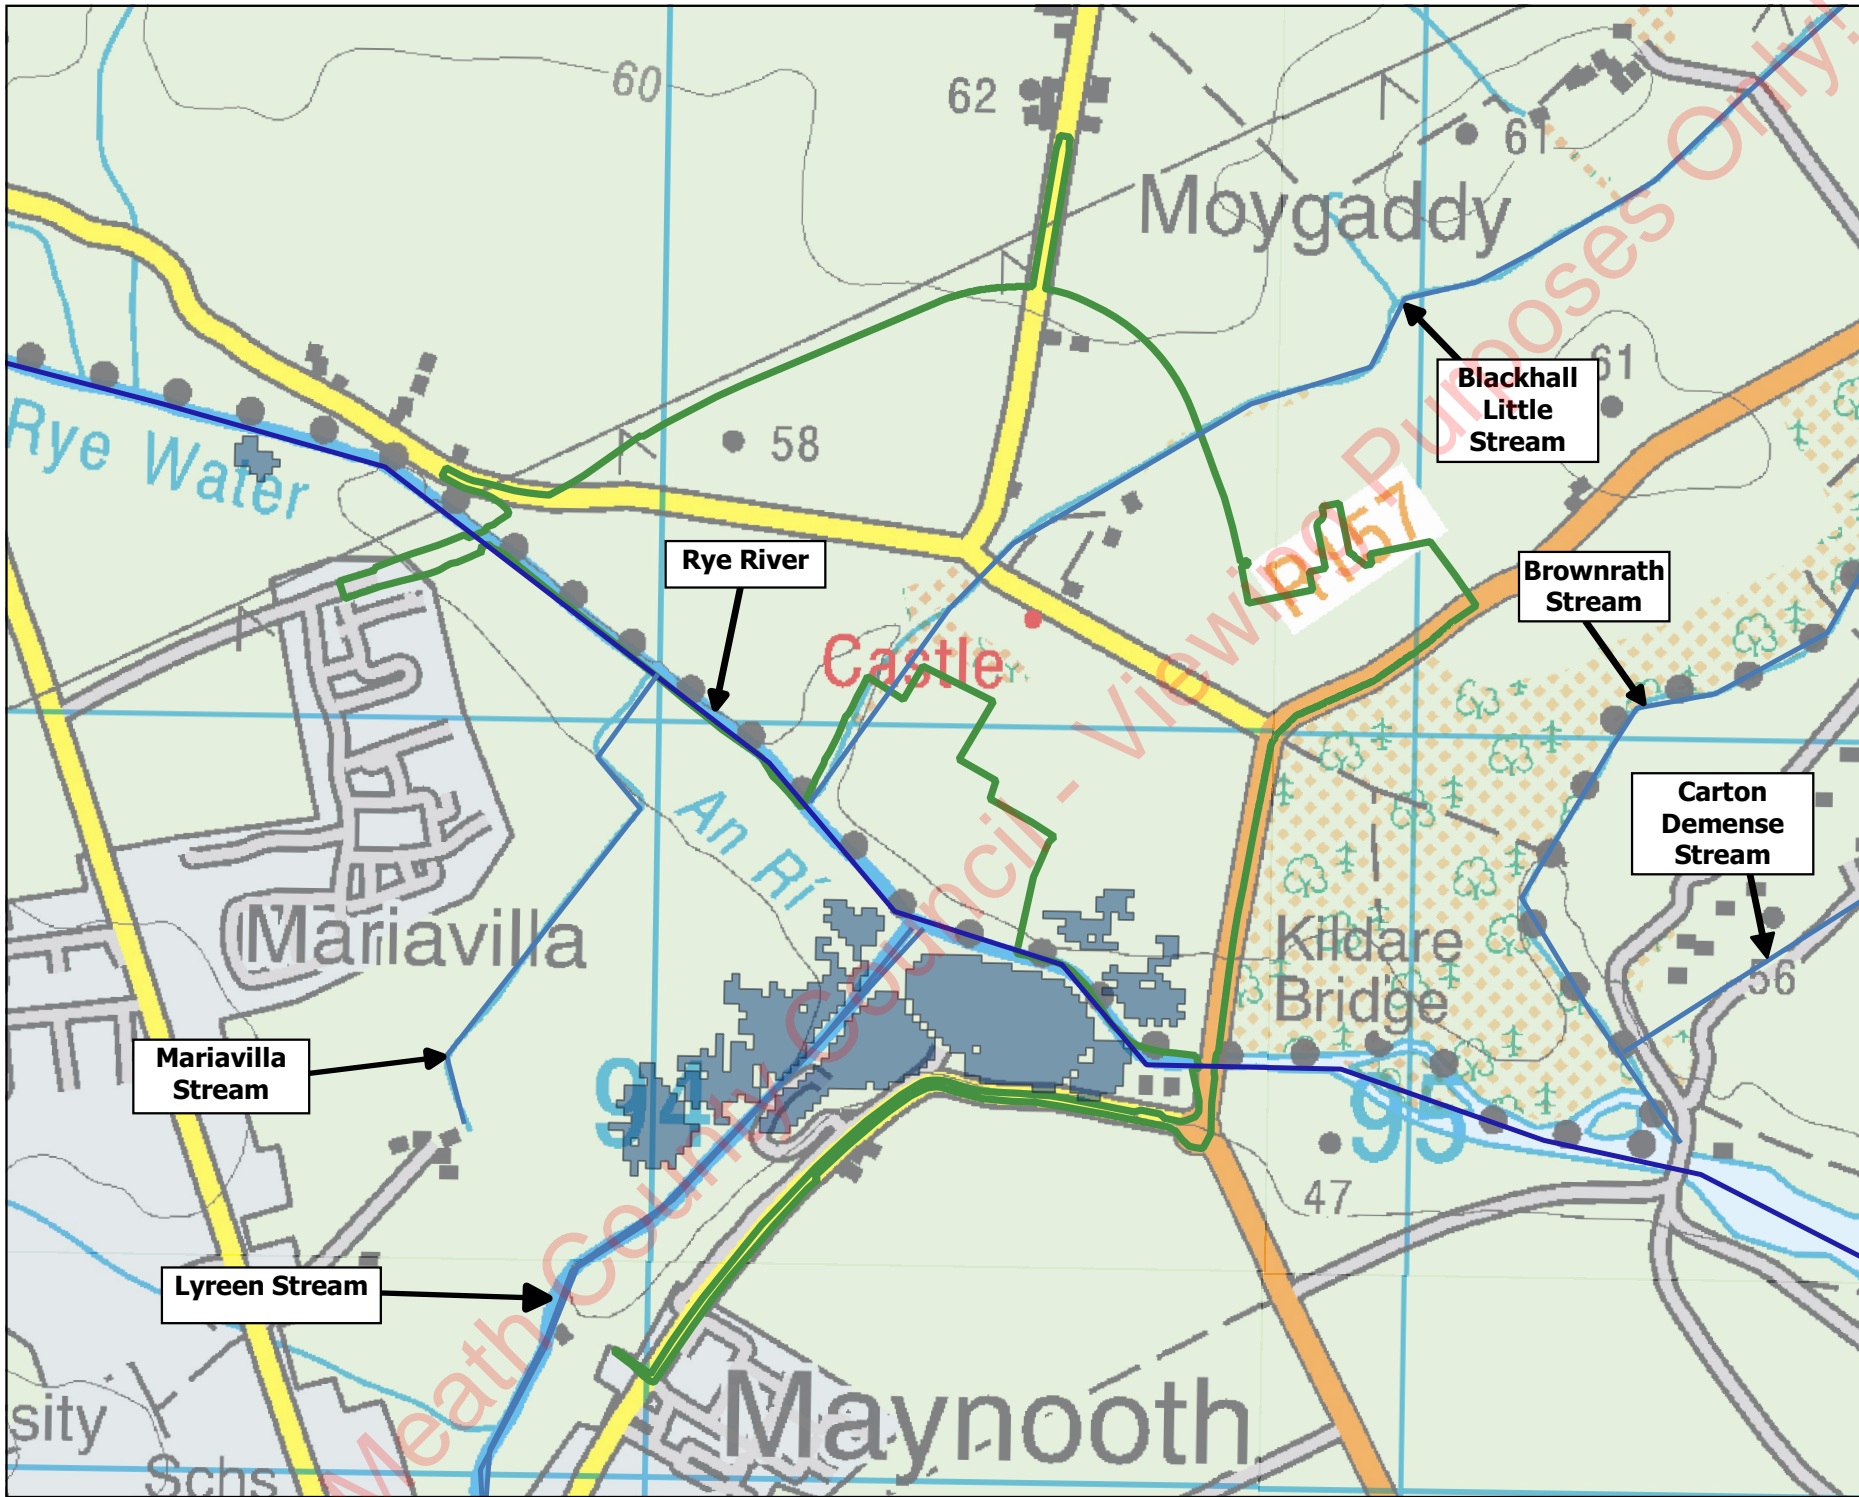 60
62
61
Moygaddy
Blackhall
Little
Stream
61
Rye Water
58
R157
Rye River
Brownrath
Stream
Castle
An Rí
Carton
Demense
Stream
Mariavilla
Kildare
Bridge
56
Mariavilla
Stream
94
95
47
Lyreen Stream
Maynooth
sity
Schs
Meath County Council - Viewing Purposes Only!